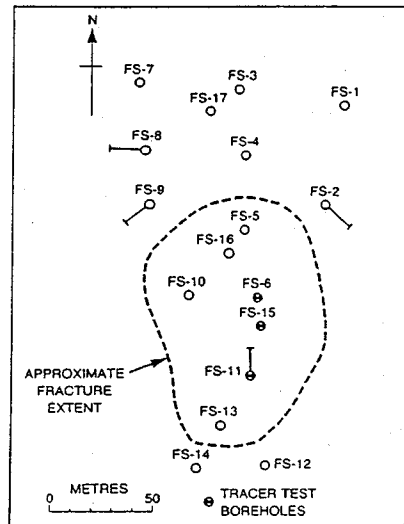 N
FS-7
FS-3
FS-17
FS-1
FS-8
FS-4
FS-9
FS-2
FS-5
FS-16
FS-10
FS-6
FS-15
FS-11
APPROXIMATE
FRACTURE
EXTENT
FS-13
FS-14
FS-12
METRES
0 50
TRACER TEST
BOREHOLES